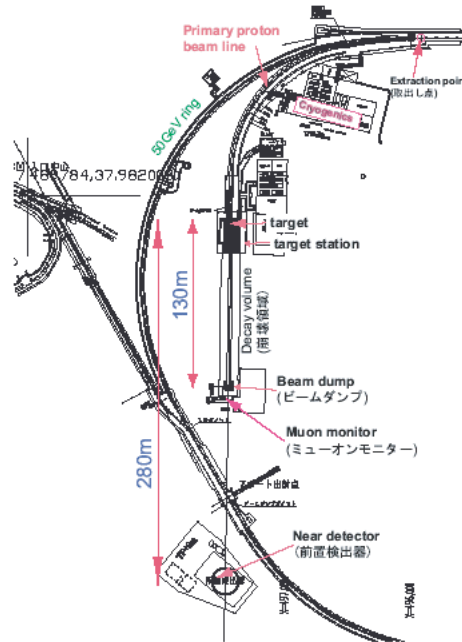 Primary proton
beam line
Extraction poin
(取出し点)
Cryogenics
50GeV ring
target
target station
130m
Decay volume
(崩壊領域)
Beam dump
(ビームダンプ)
Muon monitor
(ミューオンモニター)
280m
Near detector
(前置検出器)